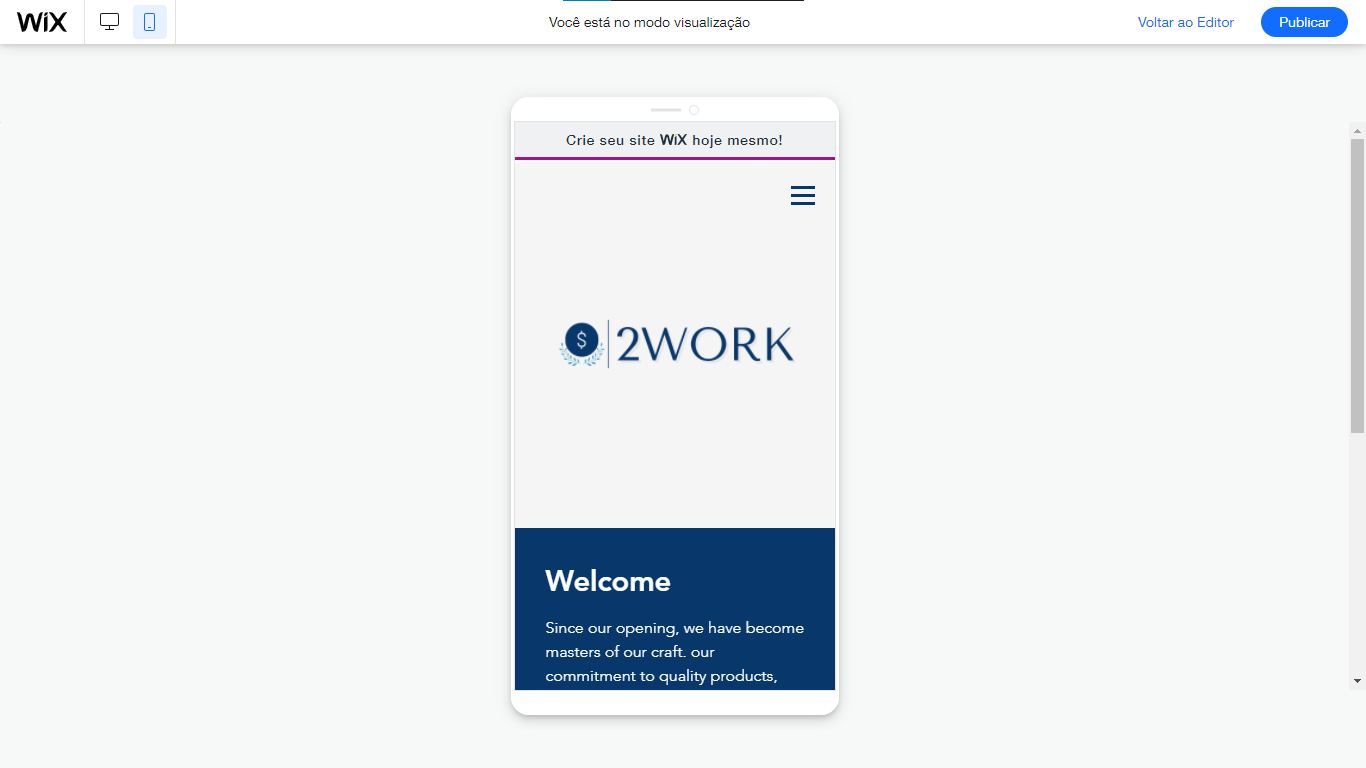 WiX
Você está no modo visualização
Voltar ao Editor
Publicar
Crie seu site WiX hoje mesmo!
$
2WORK
Welcome
Since our opening, we have become
masters of our craft. our
commitment to quality products,